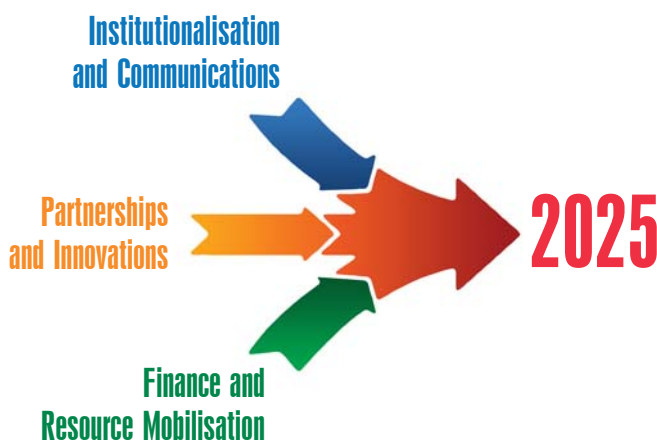 Institutionalisation
and Communications
Partnerships
and Innovations
2025
Finance and
Resource Mobilisation